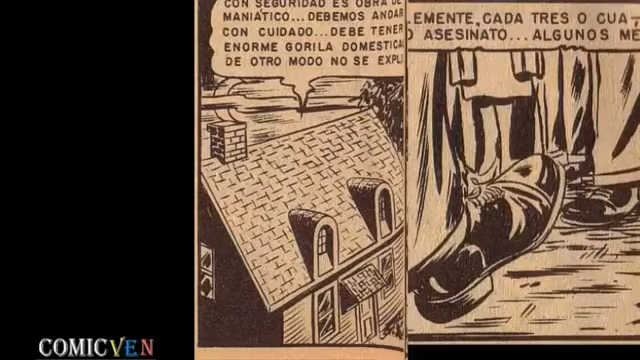 CON SEGURIDAD ES OBRA DE
MANIÁTICO... DEBEMOS ANDAR
CON CUIDADO... DEBE TENER
ENORME GORILA DOMESTICA
DE OTRO MODO NO SE EXPLI
LEMENTE, CADA TRES O CUA
O ASESINATO... ALGUNOS ME
COMICVEN